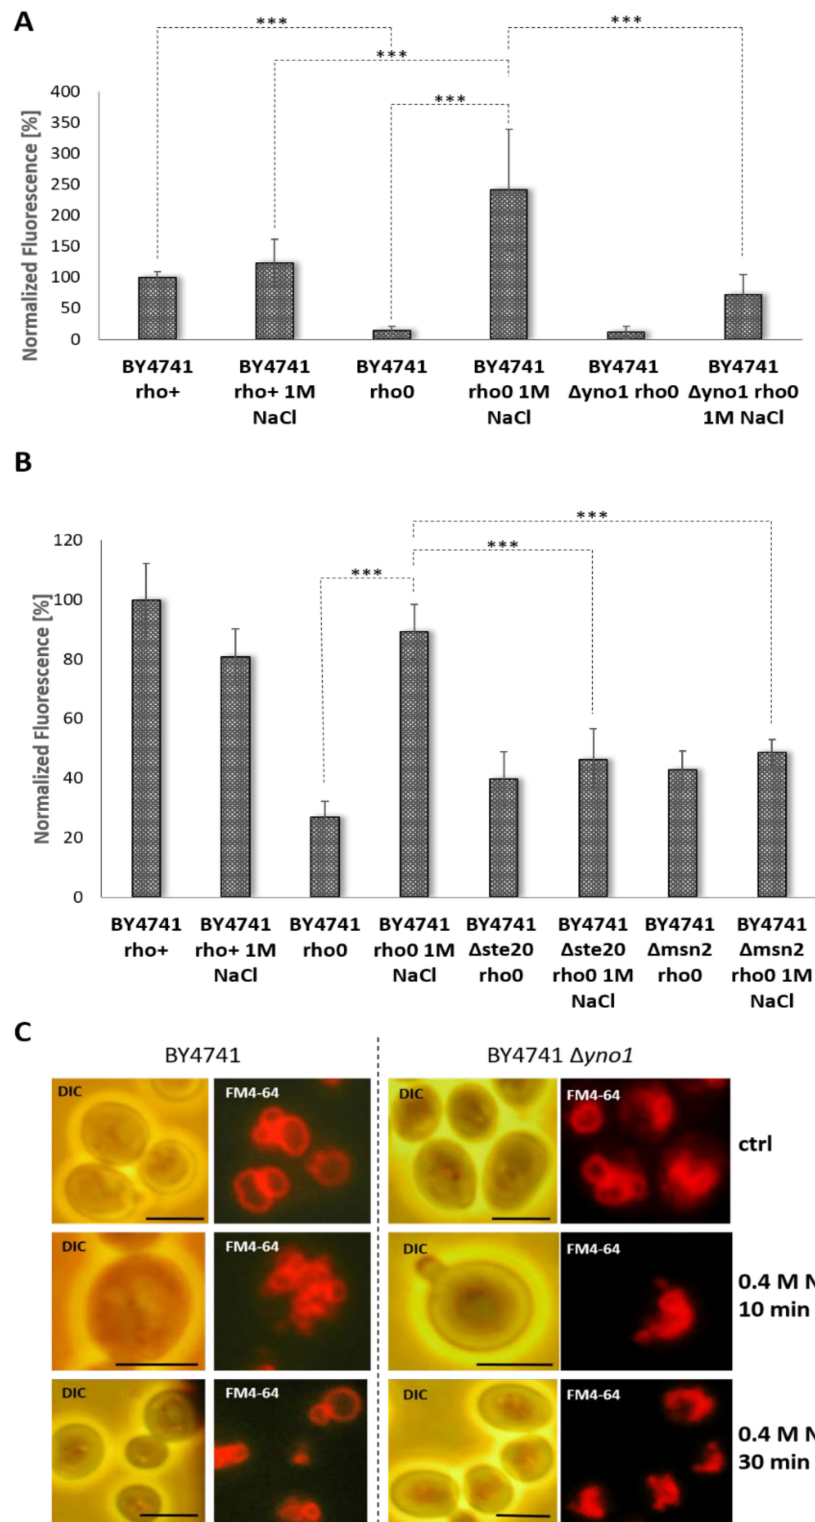 A
***
***
***
***
Normalized Fluorescence [%]
400
350
300
250
200
150
100
50
0
BY4741 rho+
BY4741 rho+ 1M NaCl
BY4741 rho0
BY4741 rho0 1M NaCl
BY4741 Δyno1 rho0
BY4741 Δyno1 rho0 1M NaCl
B
***
***
***
Normalized Fluorescence [%]
120
100
80
60
40
20
0
BY4741 rho+
BY4741 rho+ 1M NaCl
BY4741 rho0
BY4741 rho0 1M NaCl
BY4741 Δste20 rho0
BY4741 Δste20 rho0 1M NaCl
BY4741 Δmsn2 rho0
BY4741 Δmsn2 rho0 1M NaCl
C
BY4741
BY4741 Δyno1
DIC
FM4-64
DIC
FM4-64
ctrl
DIC
FM4-64
DIC
FM4-64
0.4 M N
10 min
DIC
FM4-64
DIC
FM4-64
0.4 M N
30 min